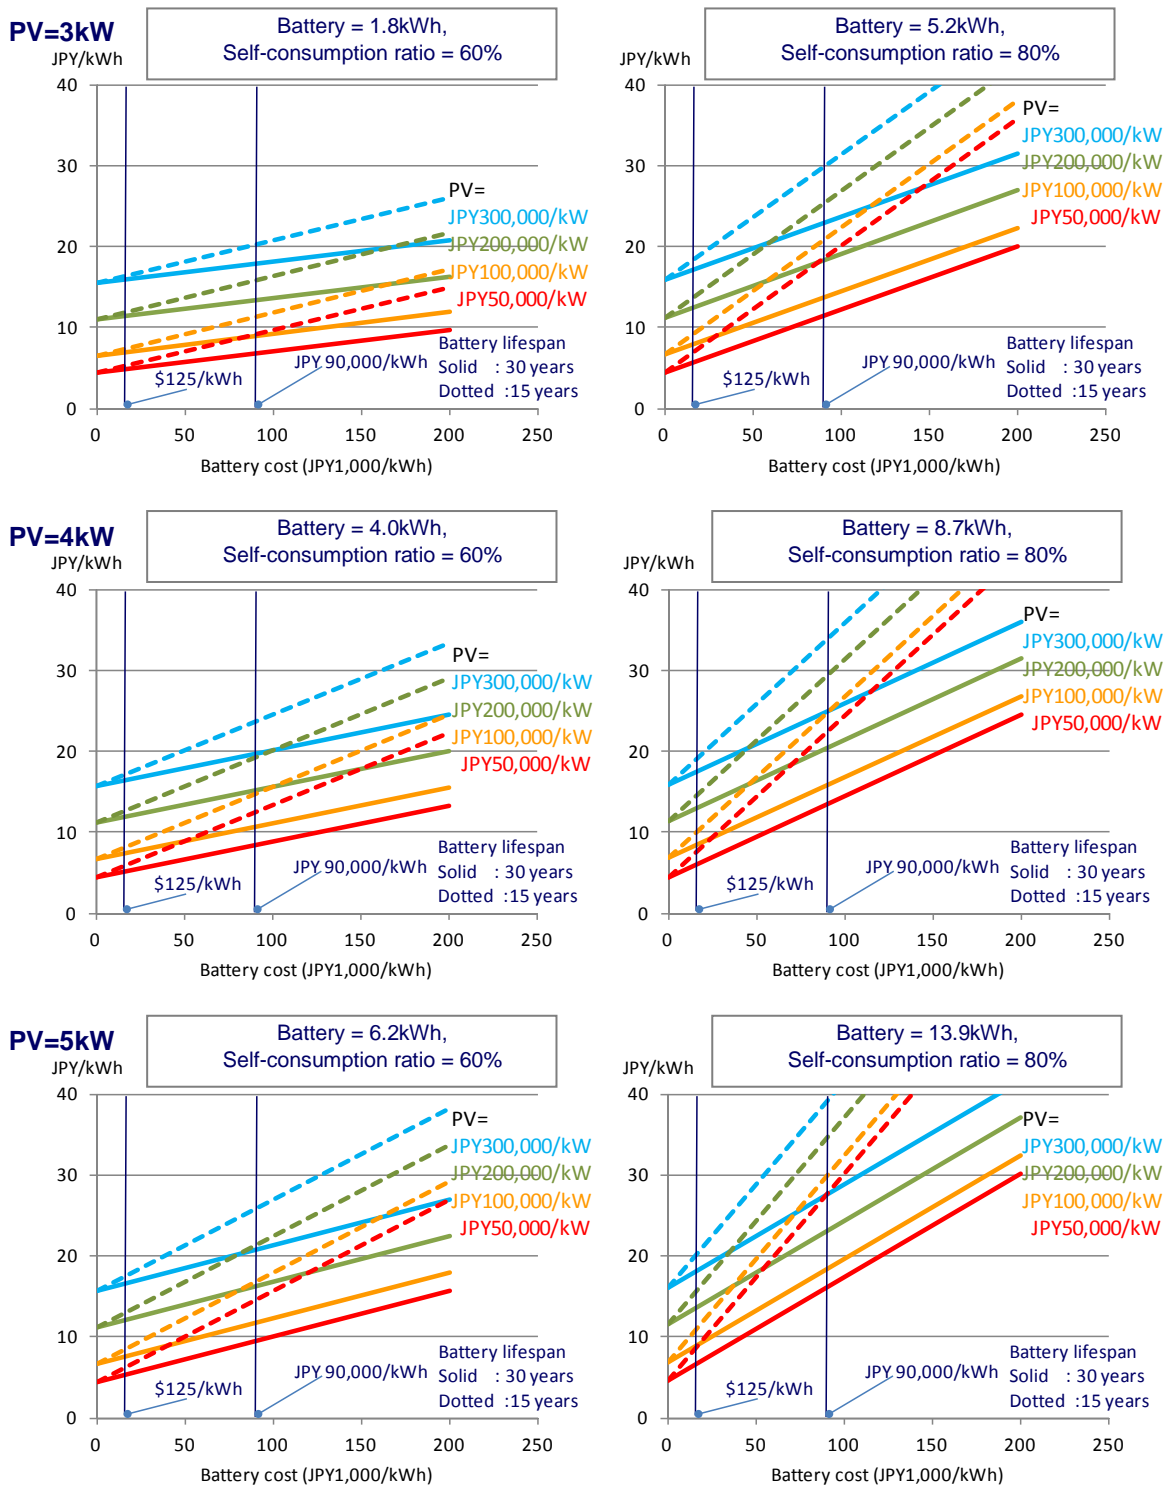 PV=3kW
JPY/kWh
Battery = 1.8kWh,
Self-consumption ratio = 60%
40
30
20
10
0
PV=
JPY300,000/kW
JPY200,000/kW
JPY100,000/kW
JPY50,000/kW
Battery lifespan
Solid : 30 years
Dotted :15 years
$125/kWh
JPY 90,000/kWh
0 50 100 150 200 250
Battery cost (JPY1,000/kWh)
JPY/kWh
Battery = 5.2kWh,
Self-consumption ratio = 80%
40
30
20
10
0
PV=
JPY300,000/kW
JPY200,000/kW
JPY100,000/kW
JPY50,000/kW
Battery lifespan
Solid : 30 years
Dotted :15 years
$125/kWh
JPY 90,000/kWh
0 50 100 150 200 250
Battery cost (JPY1,000/kWh)
PV=4kW
JPY/kWh
Battery = 4.0kWh,
Self-consumption ratio = 60%
40
30
20
10
0
PV=
JPY300,000/kW
JPY200,000/kW
JPY100,000/kW
JPY50,000/kW
Battery lifespan
Solid : 30 years
Dotted :15 years
$125/kWh
JPY 90,000/kWh
0 50 100 150 200 250
Battery cost (JPY1,000/kWh)
JPY/kWh
Battery = 8.7kWh,
Self-consumption ratio = 80%
40
30
20
10
0
PV=
JPY300,000/kW
JPY200,000/kW
JPY100,000/kW
JPY50,000/kW
Battery lifespan
Solid : 30 years
Dotted :15 years
$125/kWh
JPY 90,000/kWh
0 50 100 150 200 250
Battery cost (JPY1,000/kWh)
PV=5kW
JPY/kWh
Battery = 6.2kWh,
Self-consumption ratio = 60%
40
30
20
10
0
PV=
JPY300,000/kW
JPY200,000/kW
JPY100,000/kW
JPY50,000/kW
Battery lifespan
Solid : 30 years
Dotted :15 years
$125/kWh
JPY 90,000/kWh
0 50 100 150 200 250
Battery cost (JPY1,000/kWh)
JPY/kWh
Battery = 13.9kWh,
Self-consumption ratio = 80%
40
30
20
10
0
PV=
JPY300,000/kW
JPY200,000/kW
JPY100,000/kW
JPY50,000/kW
Battery lifespan
Solid : 30 years
Dotted :15 years
$125/kWh
JPY 90,000/kWh
0 50 100 150 200 250
Battery cost (JPY1,000/kWh)